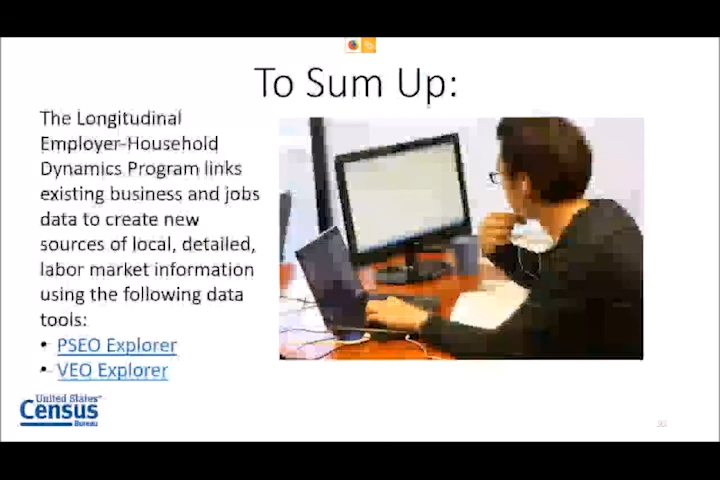 To Sum Up:
The Longitudinal
Employer-Household
Dynamics Program links
existing business and jobs
data to create new
sources of local, detailed,
labor market information
using the following data
tools:
• PSEO Explorer
• VEO Explorer
United States™
Census
Bureau